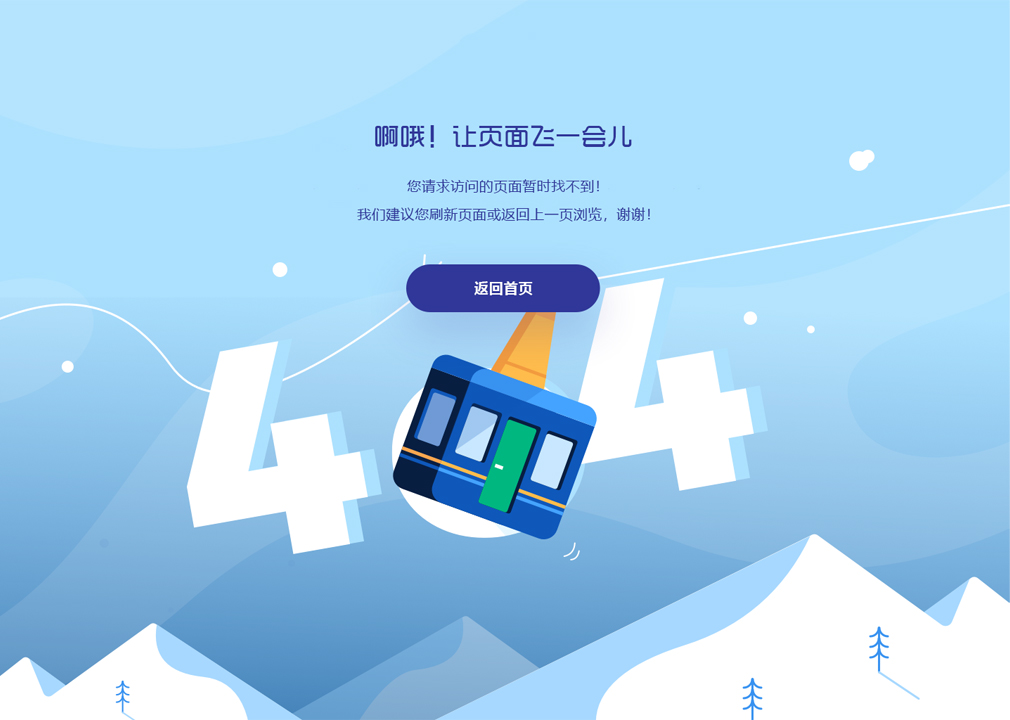 啊哦！让页面飞一会儿
您请求访问的页面暂时找不到！
我们建议您刷新页面或返回上一页浏览，谢谢！
返回首页
4 4